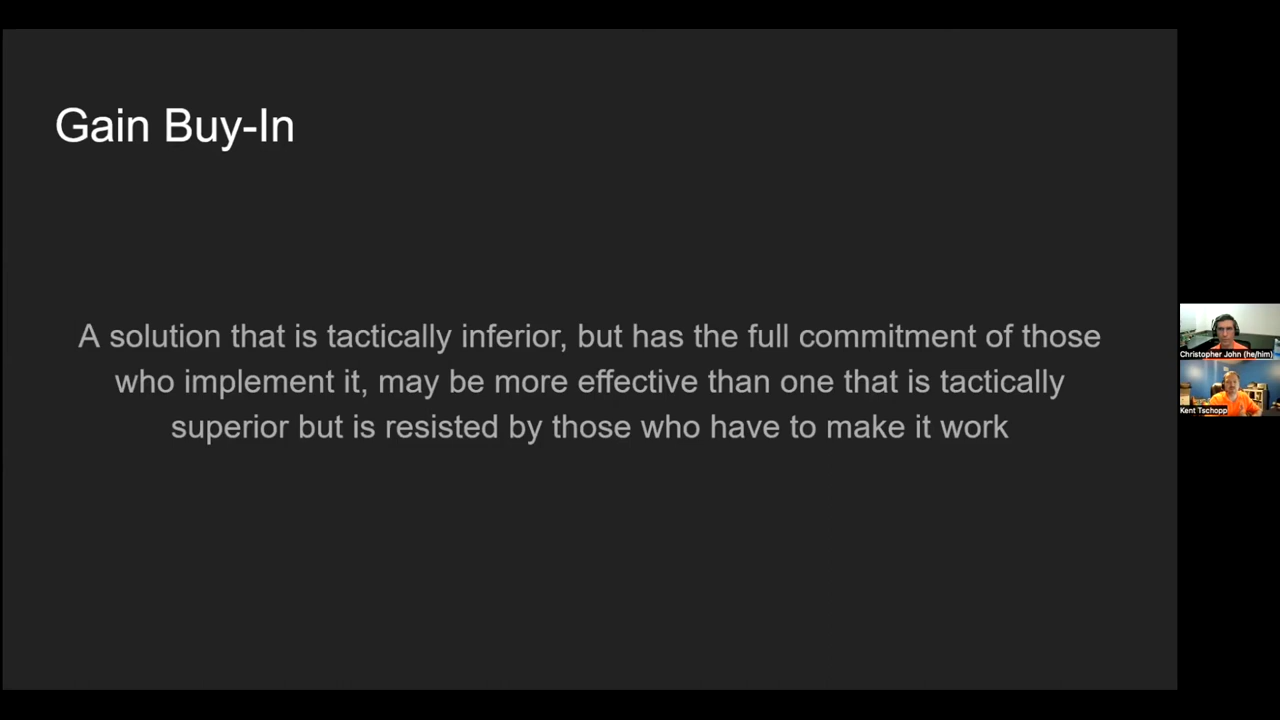 Gain Buy-In
A solution that is tactically inferior, but has the full commitment of those
who implement it, may be more effective than one that is tactically
superior but is resisted by those who have to make it work
Christopher John (he/him)
Kent Tschopp